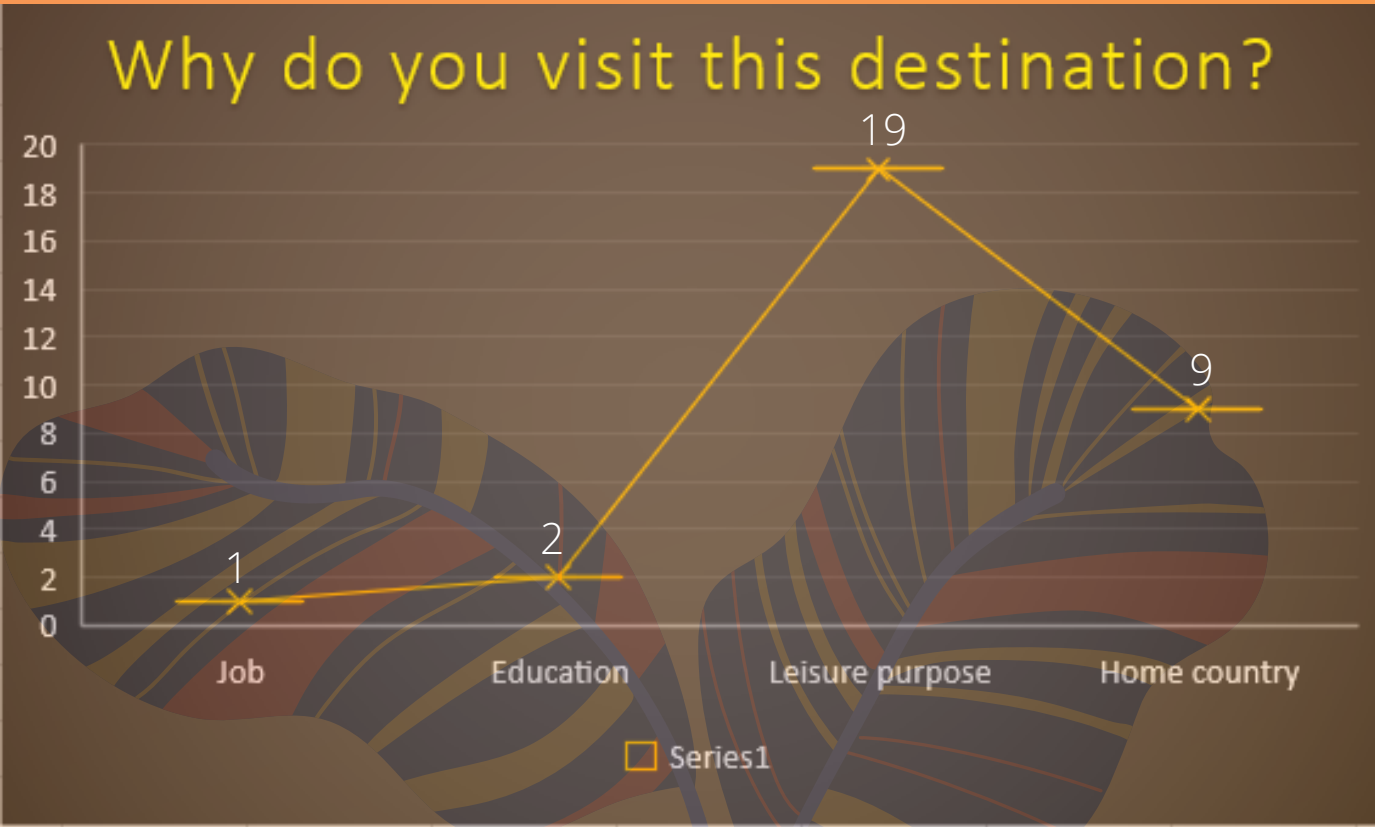 Why do you visit this destination?
19
20
18
16
14
12
10
9
8
6
4
2
2
1
0
Job
Education
Leisure purpose
Home country
Series1